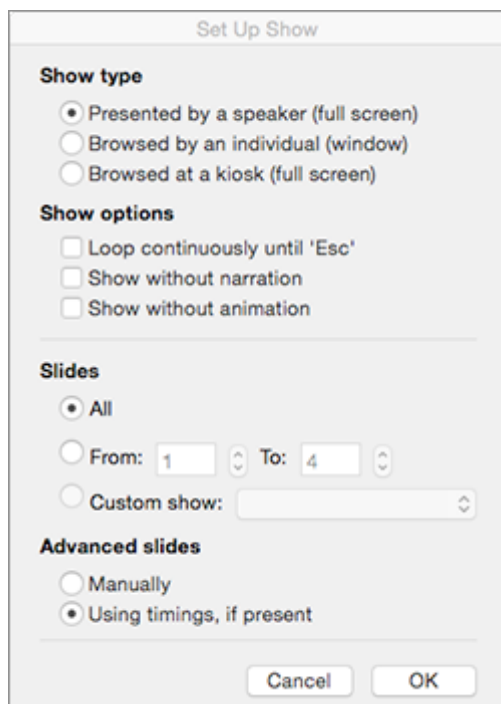 Set Up Show
Show type
Presented by a speaker (full screen)
Browsed by an individual (window)
Browsed at a kiosk (full screen)
Show options
Loop continuously until 'Esc'
Show without narration
Show without animation
Slides
All
From: 1 To: 4
Custom show:
Advanced slides
Manually
Using timings, if present
Cancel OK